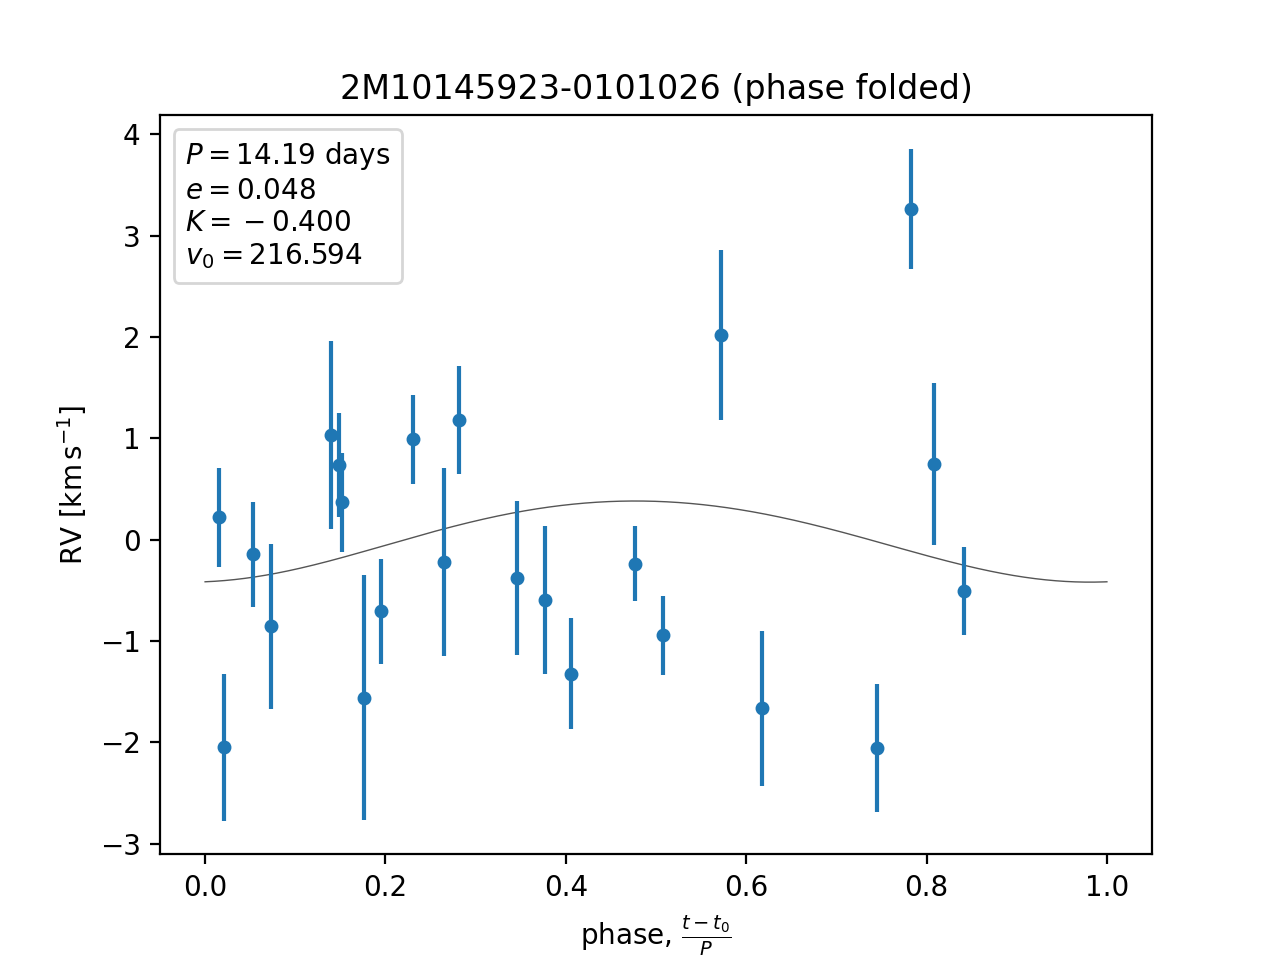 2M10145923-0101026 (phase folded)
P = 14.19 days
e = 0.048
K = −0.400
v₀ = 216.594
4
3
2
1
0
−1
−2
−3
RV [km s⁻¹]
0.0 0.2 0.4 0.6 0.8 1.0
phase, (t − t₀)/P